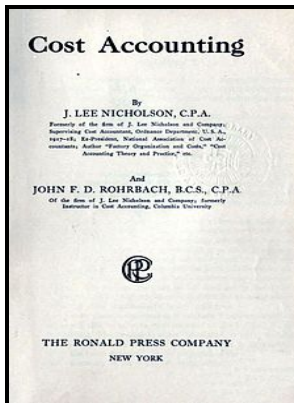 Cost Accounting
By
J. LEE NICHOLSON, C.P.A.
Formerly of the firm of J. Lee Nicholson and Company;
Supervising Cost Accountant, Ordnance Department, U. S. A.,
1917-18; Ex-President, National Association of Cost Ac-
countants; Author "Factory Organization and Costs," "Cost
Accounting Theory and Practice," etc.
And
JOHN F. D. ROHRBACH, B.C.S., C.P.A.
Of the firm of J. Lee Nicholson and Company; formerly
Instructor in Cost Accounting, Columbia University
THE RONALD PRESS COMPANY
NEW YORK